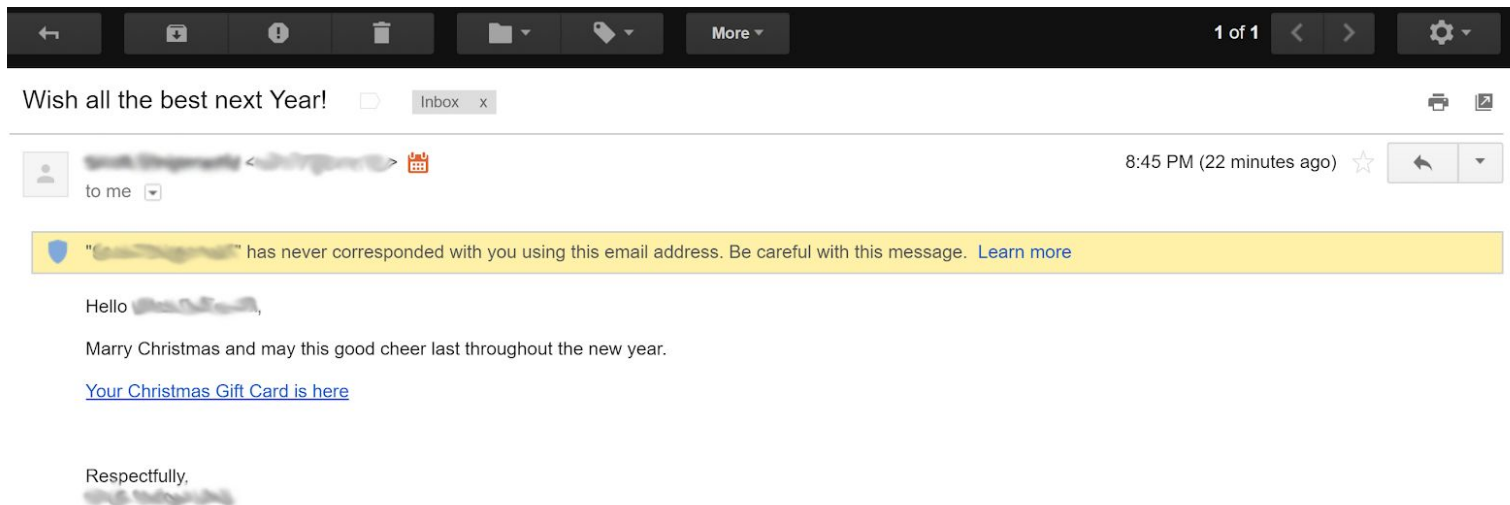 More
1 of 1
Wish all the best next Year!
Inbox x
8:45 PM (22 minutes ago)
to me
" " has never corresponded with you using this email address. Be careful with this message. Learn more
Hello ,
Marry Christmas and may this good cheer last throughout the new year.
Your Christmas Gift Card is here
Respectfully,